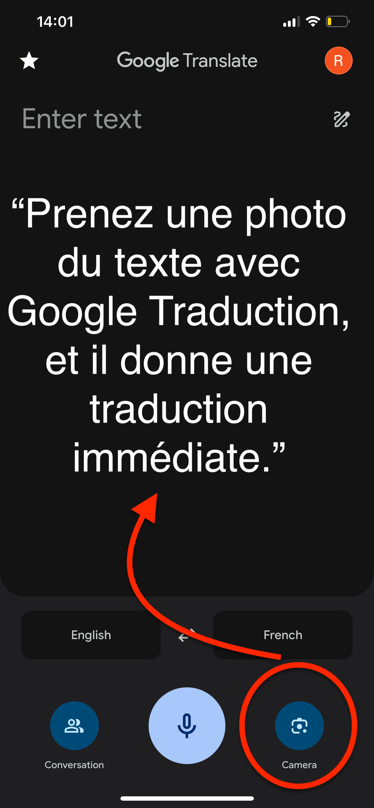 14:01
Google Translate
R
Enter text
“Prenez une photo
du texte avec
Google Traduction,
et il donne une
traduction
immédiate.”
English
French
Conversation
Camera